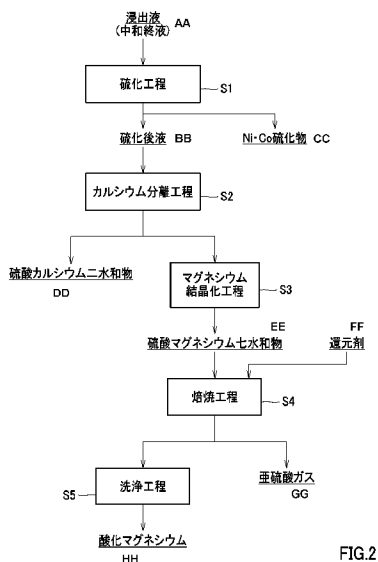 浸出液 AA
(中和終液)
硫化工程 S1
硫化後液 BB Ni・Co硫化物 CC
カルシウム分離工程 S2
硫酸カルシウム二水和物
DD
マグネシウム
結晶化工程 S3
EE FF
硫酸マグネシウム七水和物 還元剤
焙焼工程 S4
亜硫酸ガス
GG
S5 洗浄工程
酸化マグネシウム
HH
FIG.2